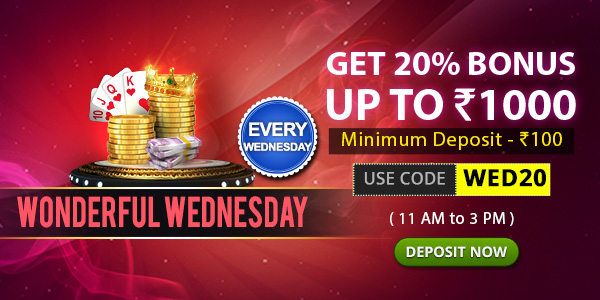 GET 20% BONUS
UP TO ₹1000
Minimum Deposit - ₹100
USE CODE WED20
( 11 AM to 3 PM )
DEPOSIT NOW
EVERY
WEDNESDAY
WONDERFUL WEDNESDAY
10 J Q K